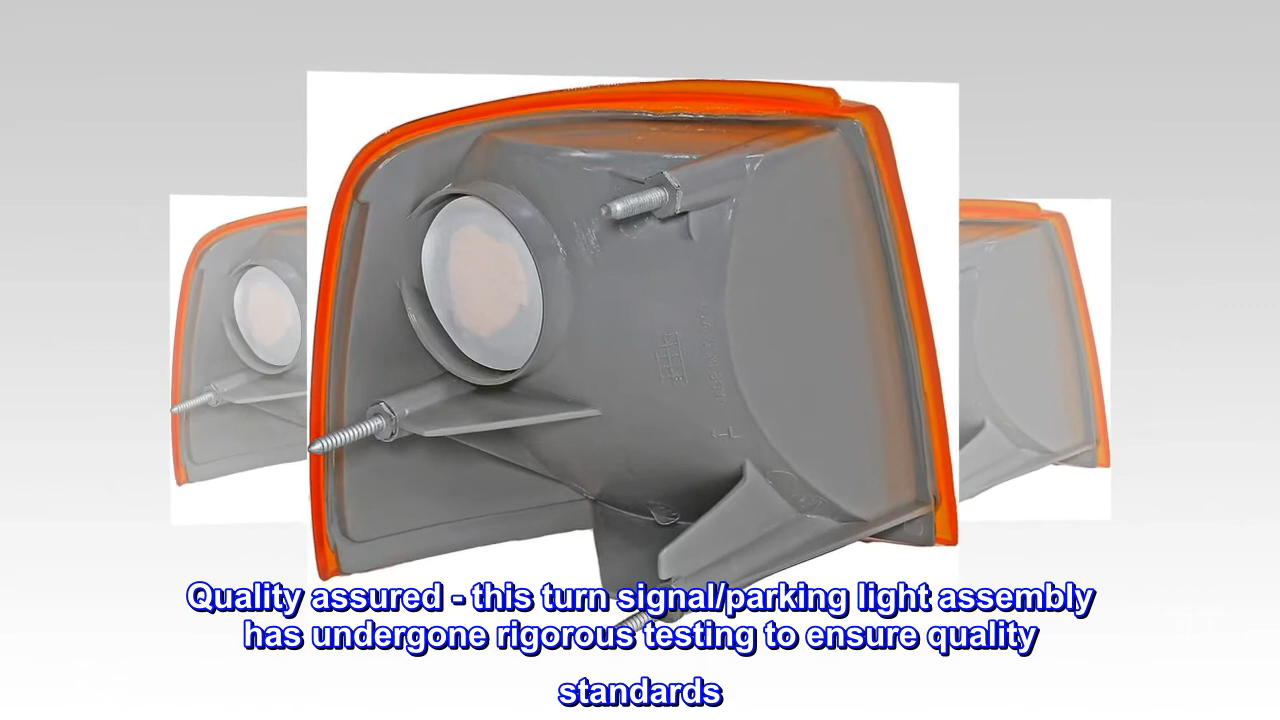 Quality assured - this turn signal/parking light assembly
has undergone rigorous testing to ensure quality
standards